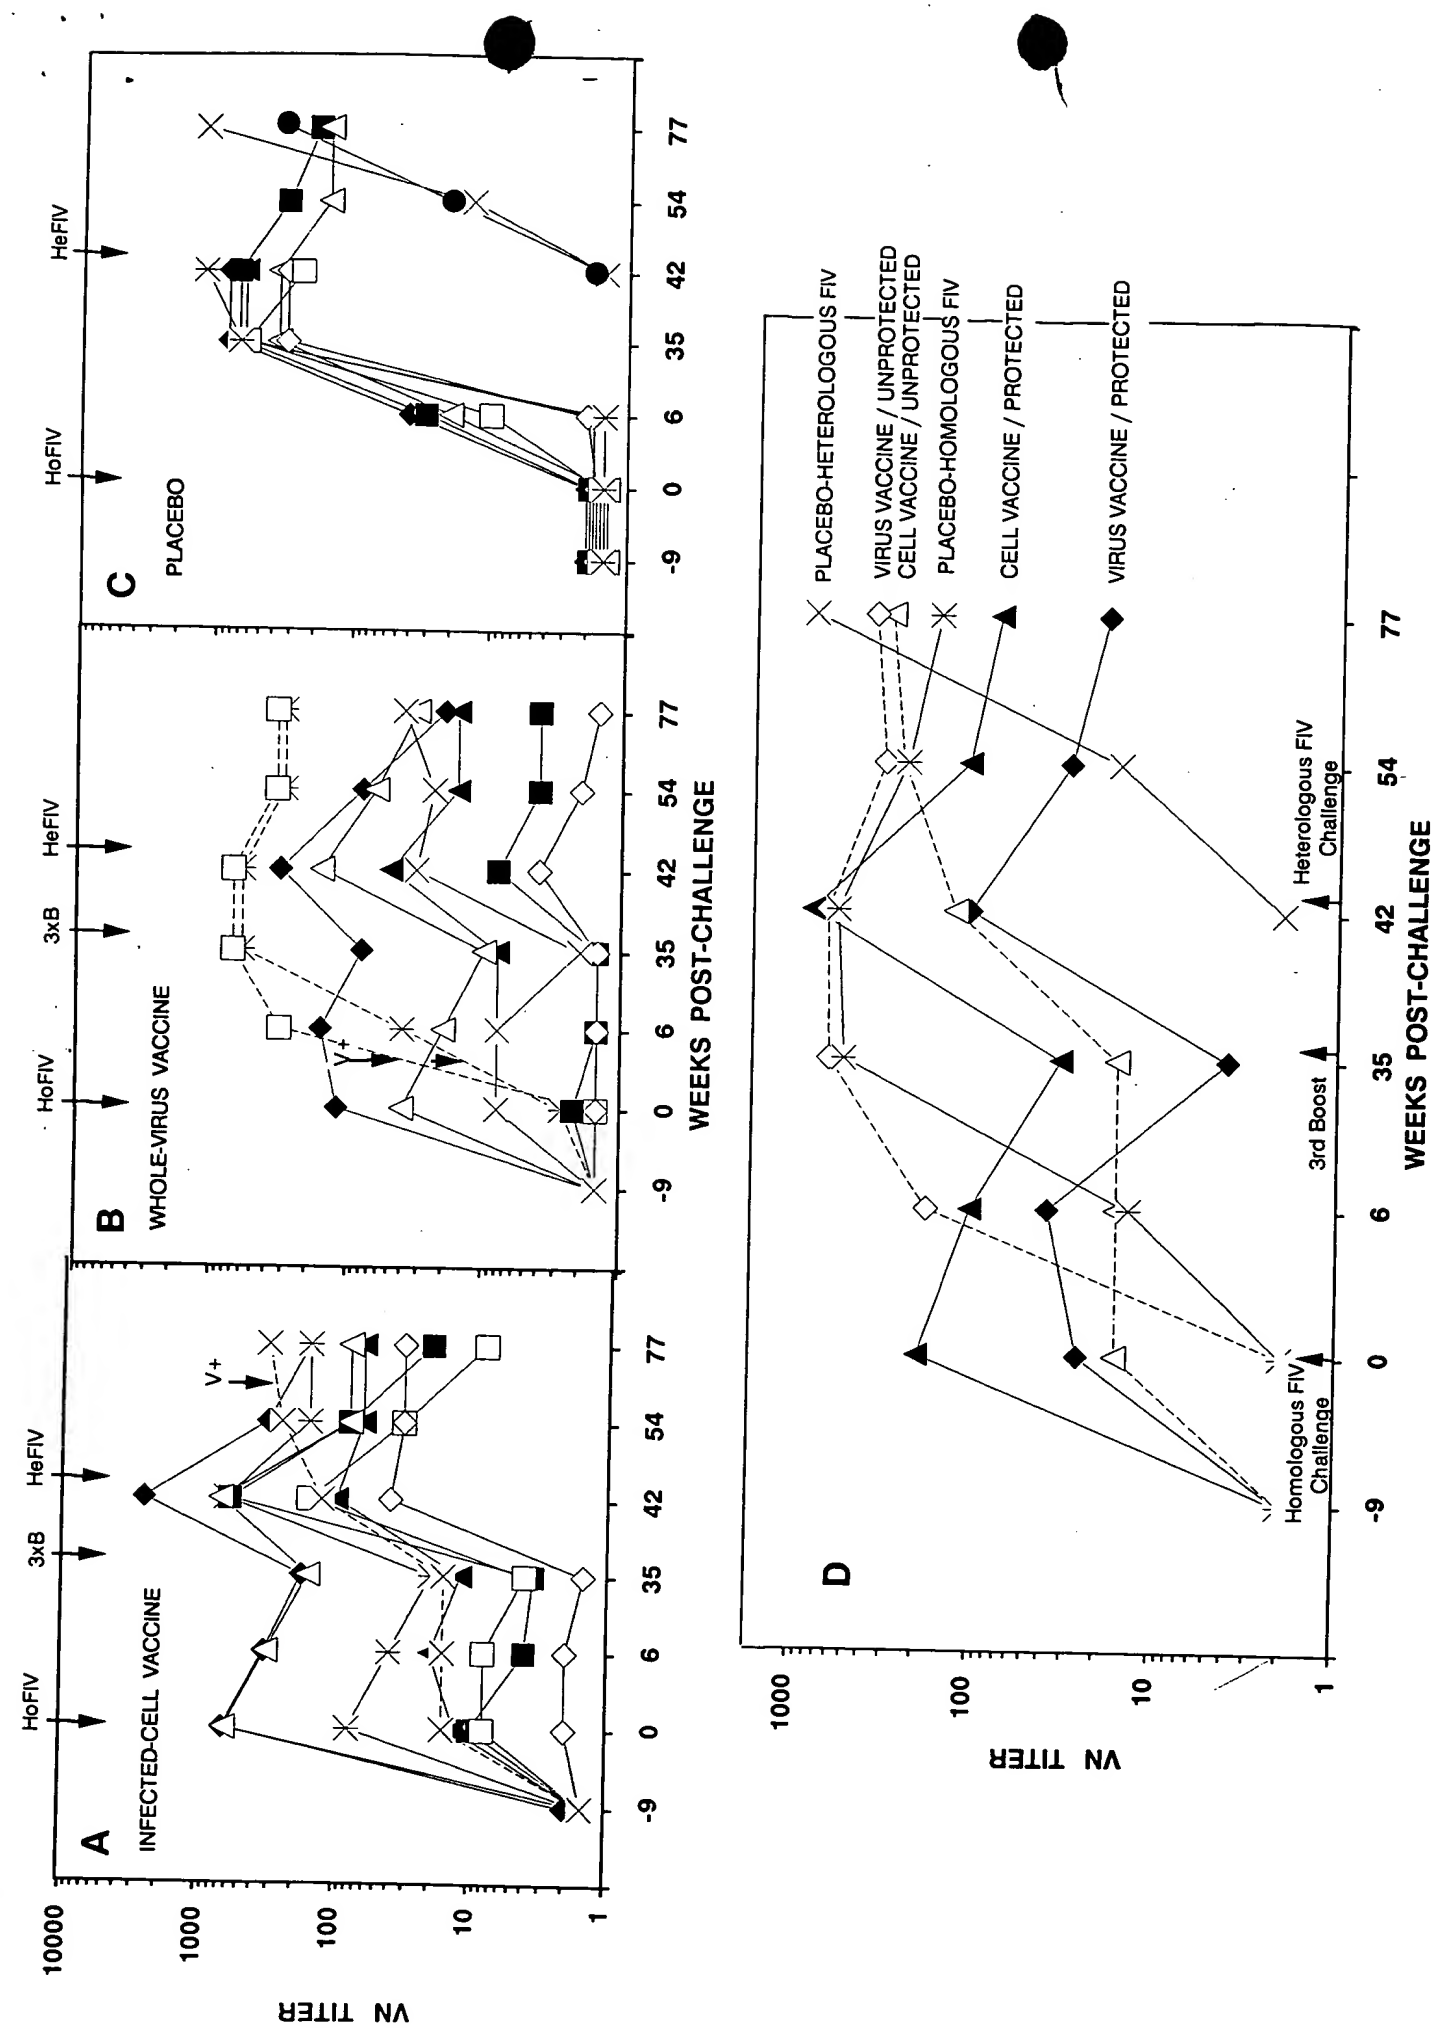 A
INFECTED-CELL VACCINE
HoFIV
3xB
HeFIV
V+
10000
1000
100
10
1
VN TITER
-9
0
6
35
42
54
77
B
WHOLE-VIRUS VACCINE
HoFIV
3xB
HeFIV
V+
-9
0
6
35
42
54
77
WEEKS POST-CHALLENGE
C
PLACEBO
HoFIV
HeFIV
-9
0
6
35
42
54
77
D
1000
100
10
1
VN TITER
PLACEBO-HETEROLOGOUS FIV
VIRUS VACCINE / UNPROTECTED
CELL VACCINE / UNPROTECTED
PLACEBO-HOMOLOGOUS FIV
CELL VACCINE / PROTECTED
VIRUS VACCINE / PROTECTED
Homologous FIV
Challenge
3rd Boost
Heterologous FIV
Challenge
-9
0
6
35
42
54
77
WEEKS POST-CHALLENGE